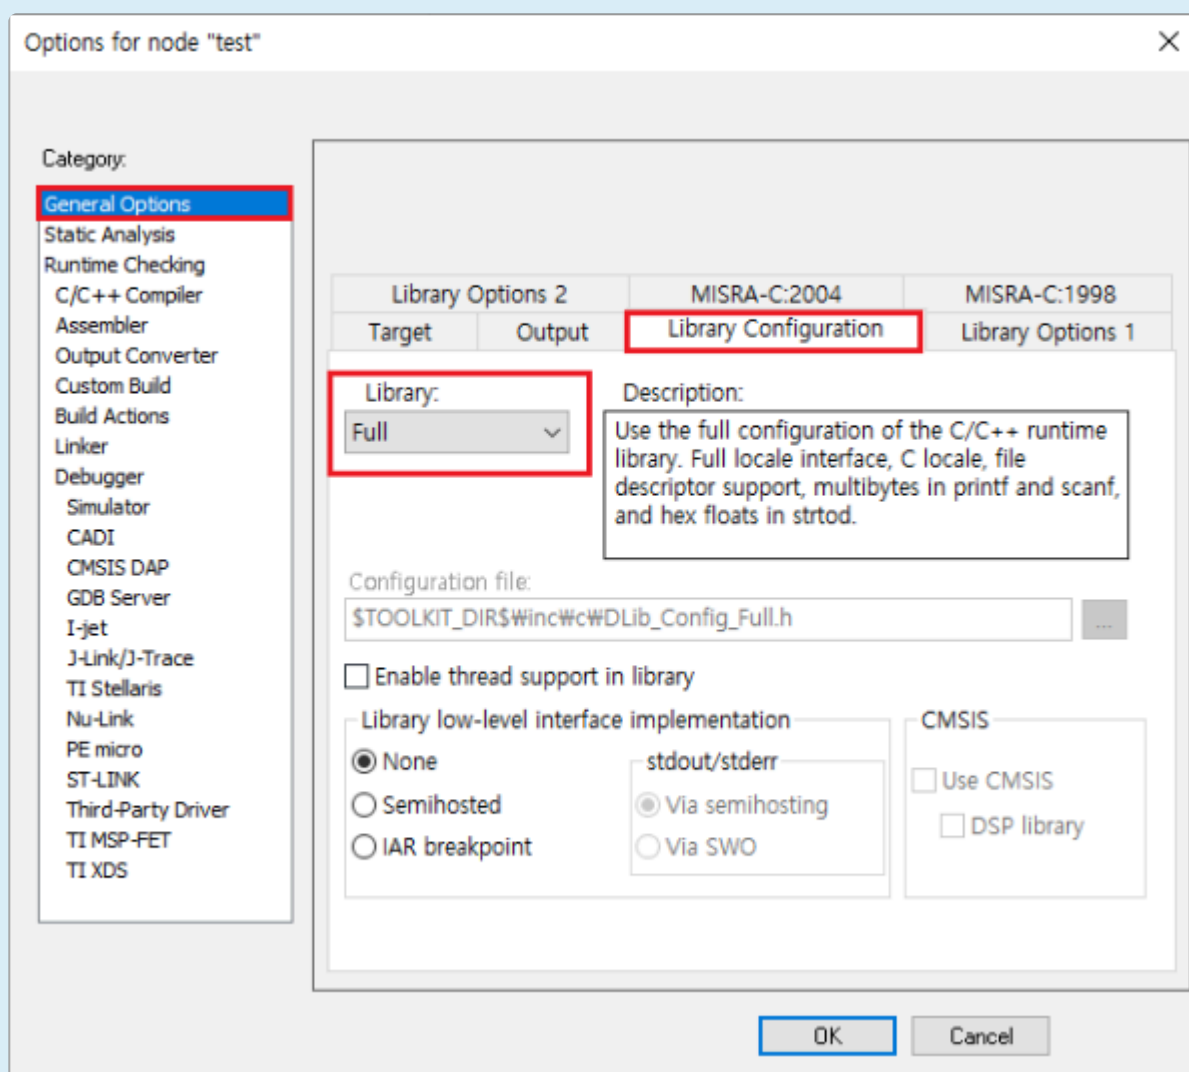 Options for node "test"
Category:
General Options
Static Analysis
Runtime Checking
C/C++ Compiler
Assembler
Output Converter
Custom Build
Build Actions
Linker
Debugger
Simulator
CADI
CMSIS DAP
GDB Server
I-jet
J-Link/J-Trace
TI Stellaris
Nu-Link
PE micro
ST-LINK
Third-Party Driver
TI MSP-FET
TI XDS
Library Options 2 MISRA-C:2004 MISRA-C:1998
Target Output Library Configuration Library Options 1
Library:
Full
Description:
Use the full configuration of the C/C++ runtime
library. Full locale interface, C locale, file
descriptor support, multibytes in printf and scanf,
and hex floats in strtod.
Configuration file:
$TOOLKIT_DIR$₩inc₩c₩DLib_Config_Full.h ...
Enable thread support in library
Library low-level interface implementation
None
Semihosted
IAR breakpoint
stdout/stderr
Via semihosting
Via SWO
CMSIS
Use CMSIS
DSP library
OK Cancel